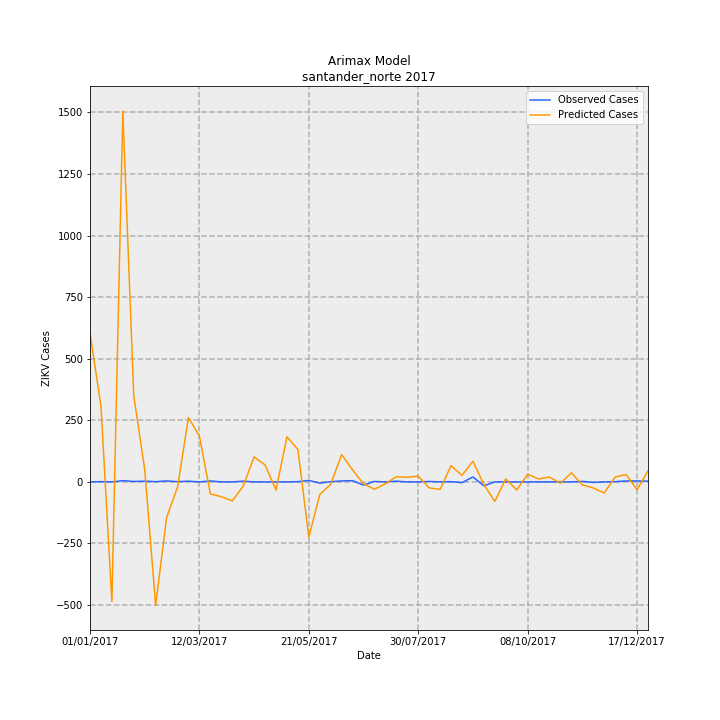 Arimax Model
santander_norte 2017
Observed Cases
Predicted Cases
ZIKV Cases
1500
1250
1000
750
500
250
0
−250
−500
01/01/2017 12/03/2017 21/05/2017 30/07/2017 08/10/2017 17/12/2017
Date